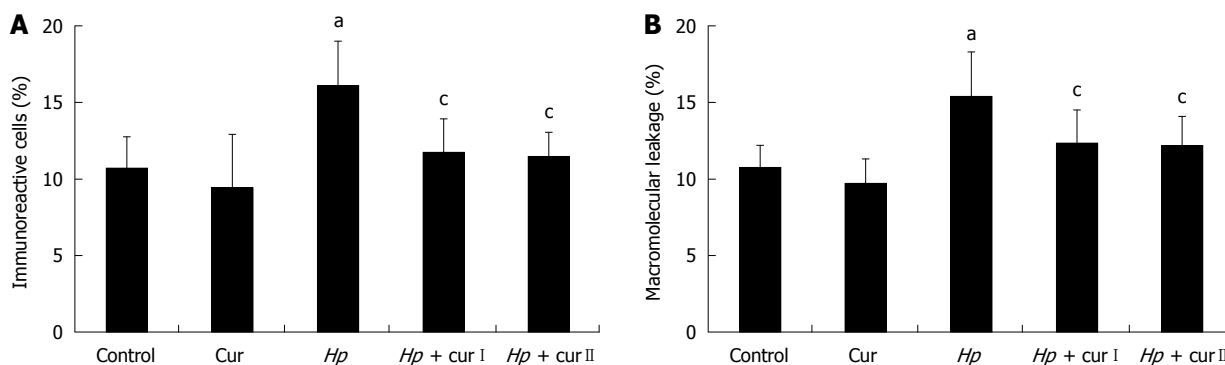 A
Immunoreactive cells (%)
20
15
10
5
0
a
c
c
Control Cur Hp Hp + cur Ⅰ Hp + cur Ⅱ
B
Macromolecular leakage (%)
20
15
10
5
0
a
c
c
Control Cur Hp Hp + cur Ⅰ Hp + cur Ⅱ